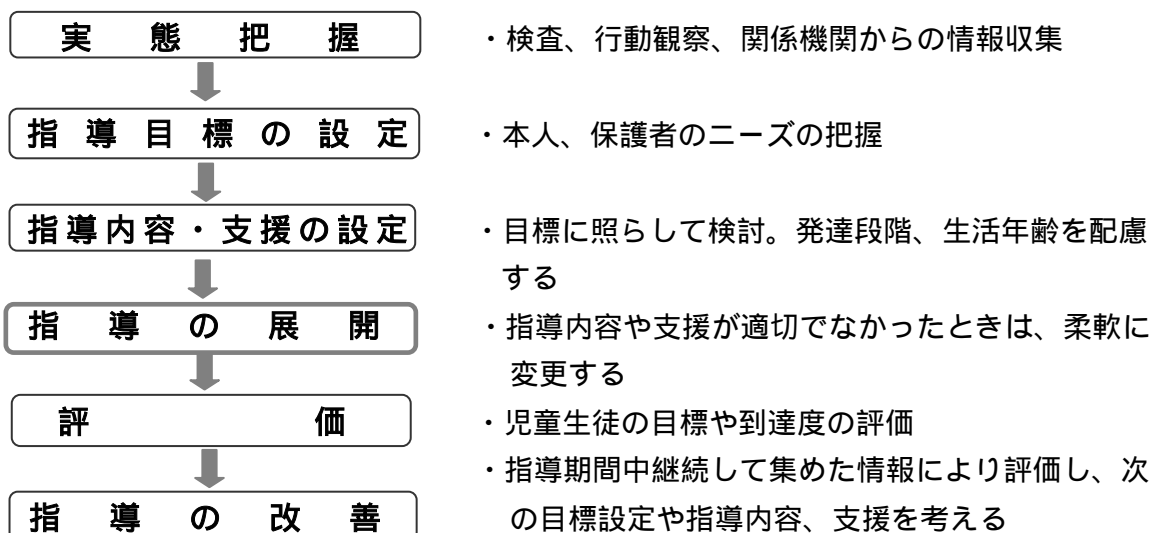 実態把握
・検査、行動観察、関係機関からの情報収集
指導目標の設定
・本人、保護者のニーズの把握
指導内容・支援の設定
・目標に照らして検討。発達段階、生活年齢を配慮
する
指導の展開
・指導内容や支援が適切でなかったときは、柔軟に
変更する
評価
・児童生徒の目標や到達度の評価
・指導期間中継続して集めた情報により評価し、次
指導の改善
の目標設定や指導内容、支援を考える